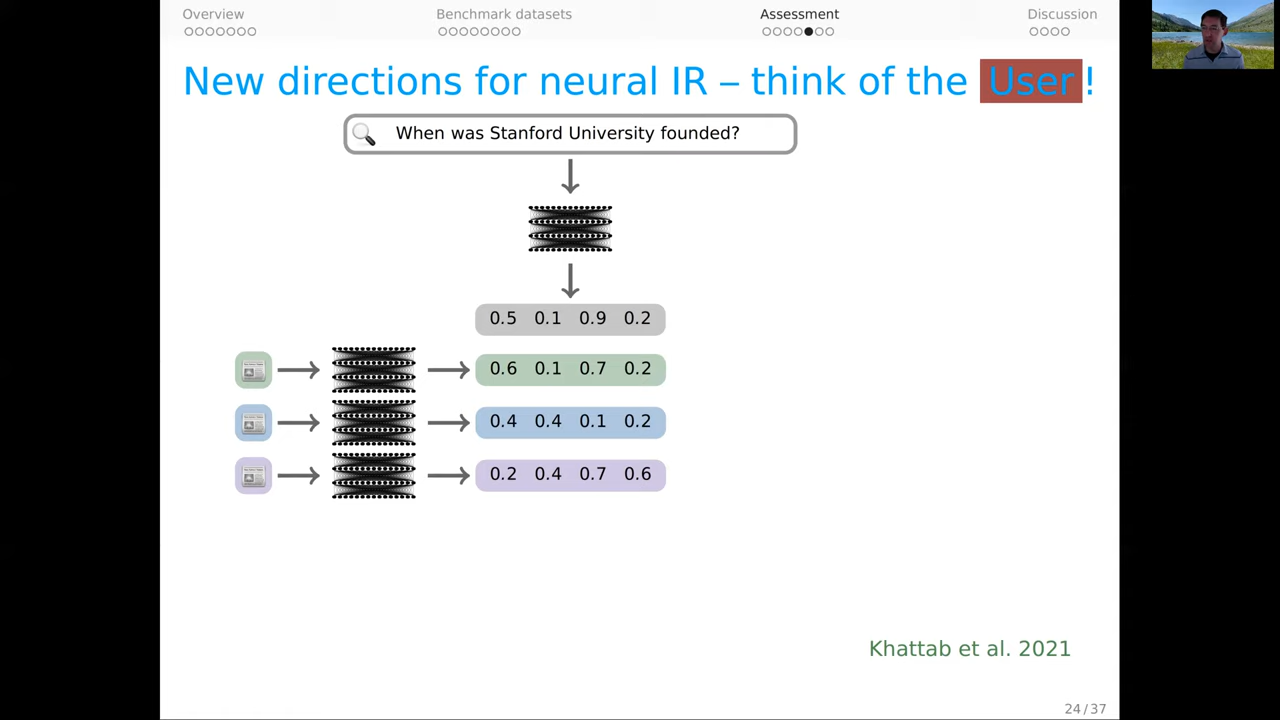 Overview Benchmark datasets Assessment Discussion
New directions for neural IR – think of the User!
When was Stanford University founded?
0.5 0.1 0.9 0.2
0.6 0.1 0.7 0.2
0.4 0.4 0.1 0.2
0.2 0.4 0.7 0.6
Khattab et al. 2021
24/37